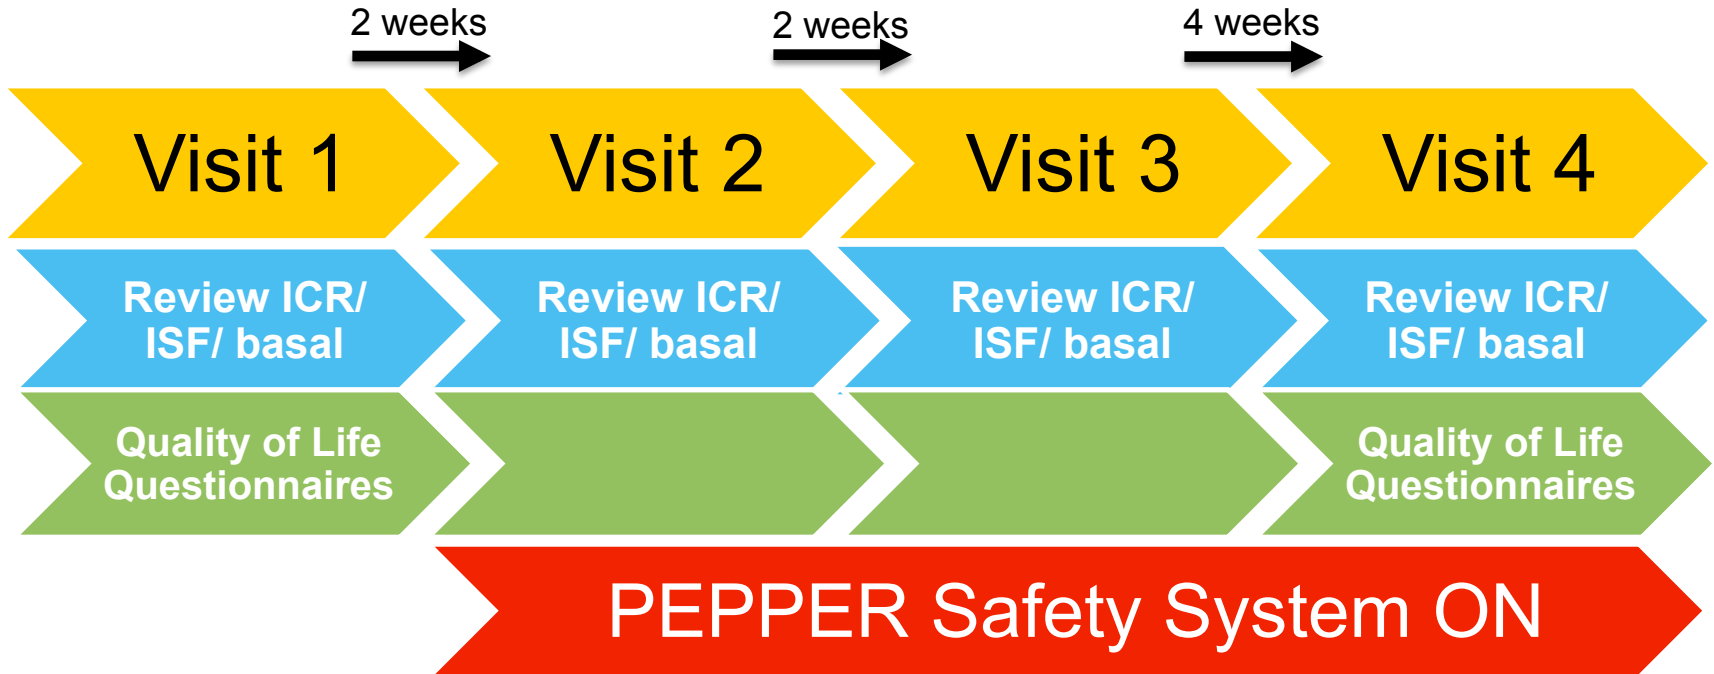 2 weeks
2 weeks
4 weeks
Visit 1
Visit 2
Visit 3
Visit 4
Review ICR/
ISF/ basal
Review ICR/
ISF/ basal
Review ICR/
ISF/ basal
Review ICR/
ISF/ basal
Quality of Life
Questionnaires
Quality of Life
Questionnaires
PEPPER Safety System ON